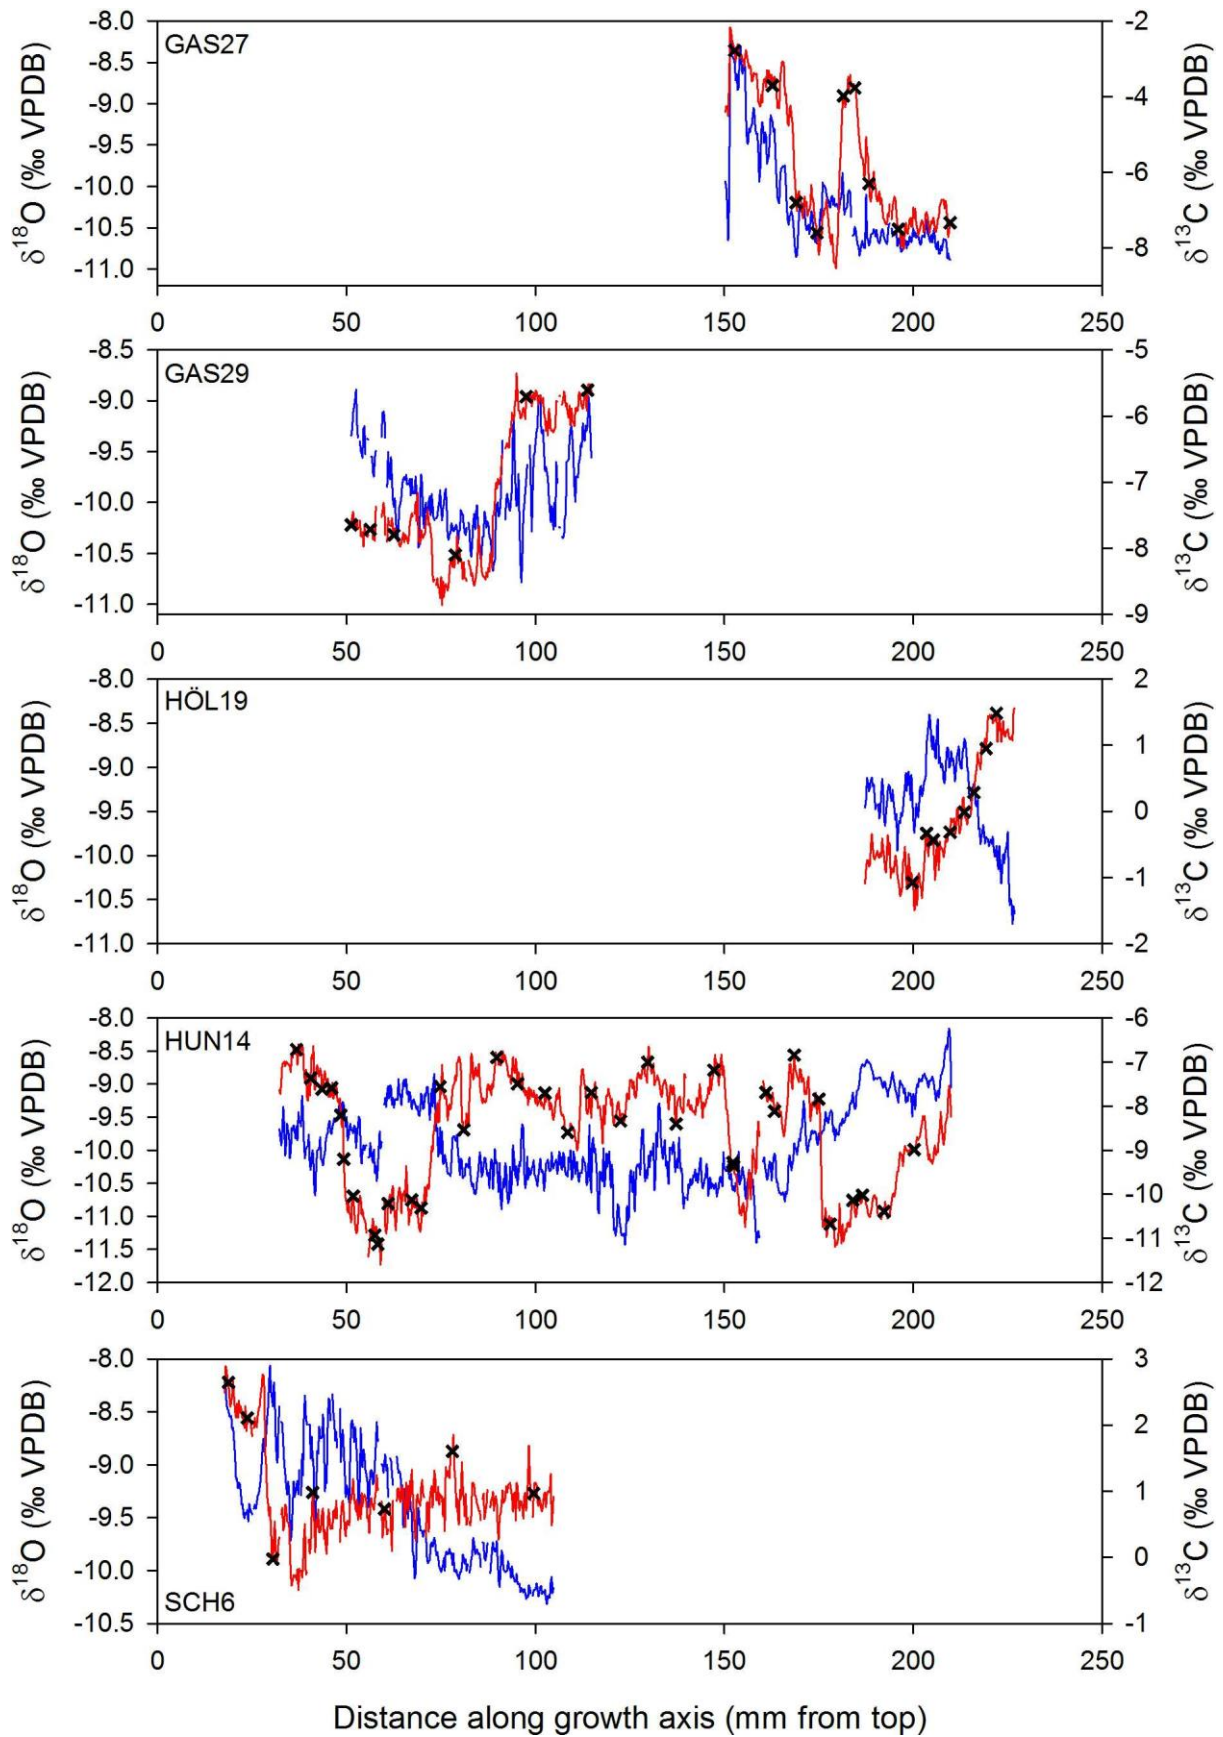 GAS27
δ18O (‰ VPDB)
-8.0
-8.5
-9.0
-9.5
-10.0
-10.5
-11.0
-2
-4
-6
-8
δ13C (‰ VPDB)
0 50 100 150 200 250
GAS29
δ18O (‰ VPDB)
-8.5
-9.0
-9.5
-10.0
-10.5
-11.0
-5
-6
-7
-8
-9
δ13C (‰ VPDB)
0 50 100 150 200 250
HÖL19
δ18O (‰ VPDB)
-8.0
-8.5
-9.0
-9.5
-10.0
-10.5
-11.0
2
1
0
-1
-2
δ13C (‰ VPDB)
0 50 100 150 200 250
HUN14
δ18O (‰ VPDB)
-8.0
-8.5
-9.0
-9.5
-10.0
-10.5
-11.0
-11.5
-12.0
-6
-7
-8
-9
-10
-11
-12
δ13C (‰ VPDB)
0 50 100 150 200 250
SCH6
δ18O (‰ VPDB)
-8.0
-8.5
-9.0
-9.5
-10.0
-10.5
3
2
1
0
-1
δ13C (‰ VPDB)
0 50 100 150 200 250
Distance along growth axis (mm from top)